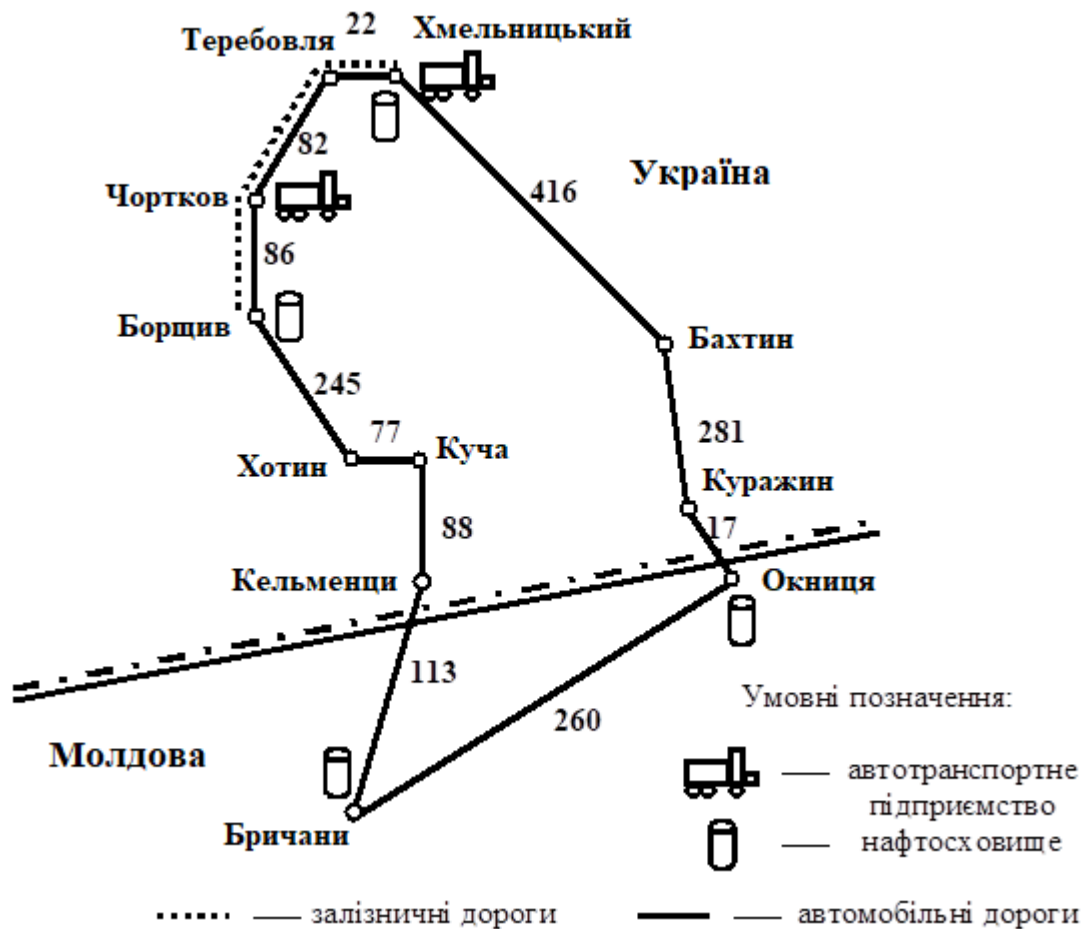 22
Теребовля
Хмельницький
82
Україна
416
Чортков
86
Борщив
Бахтин
245
77
281
Хотин
Куча
Куражин
17
88
Кельменци
Окниця
113
260
Умовні позначення:
Молдова
— автотранспортне
підприємство
Бричани
— нафтосховище
— залізничні дороги
— автомобільні дороги